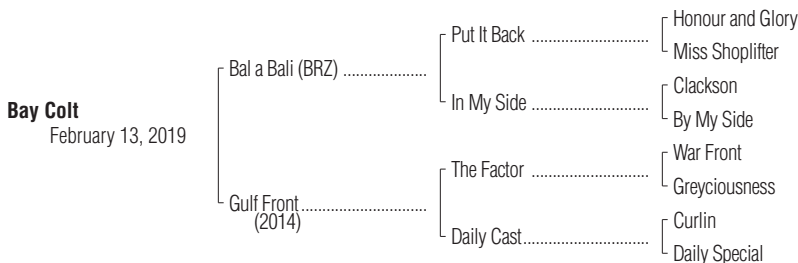 Honour and Glory
Put It Back ..............................
Miss Shoplifter
Bal a Bali (BRZ) .....................
Clackson
In My Side ..............................
By My Side
Bay Colt
February 13, 2019
War Front
The Factor ..............................
Greyciousness
Gulf Front................................
(2014)
Curlin
Daily Cast................................
Daily Special